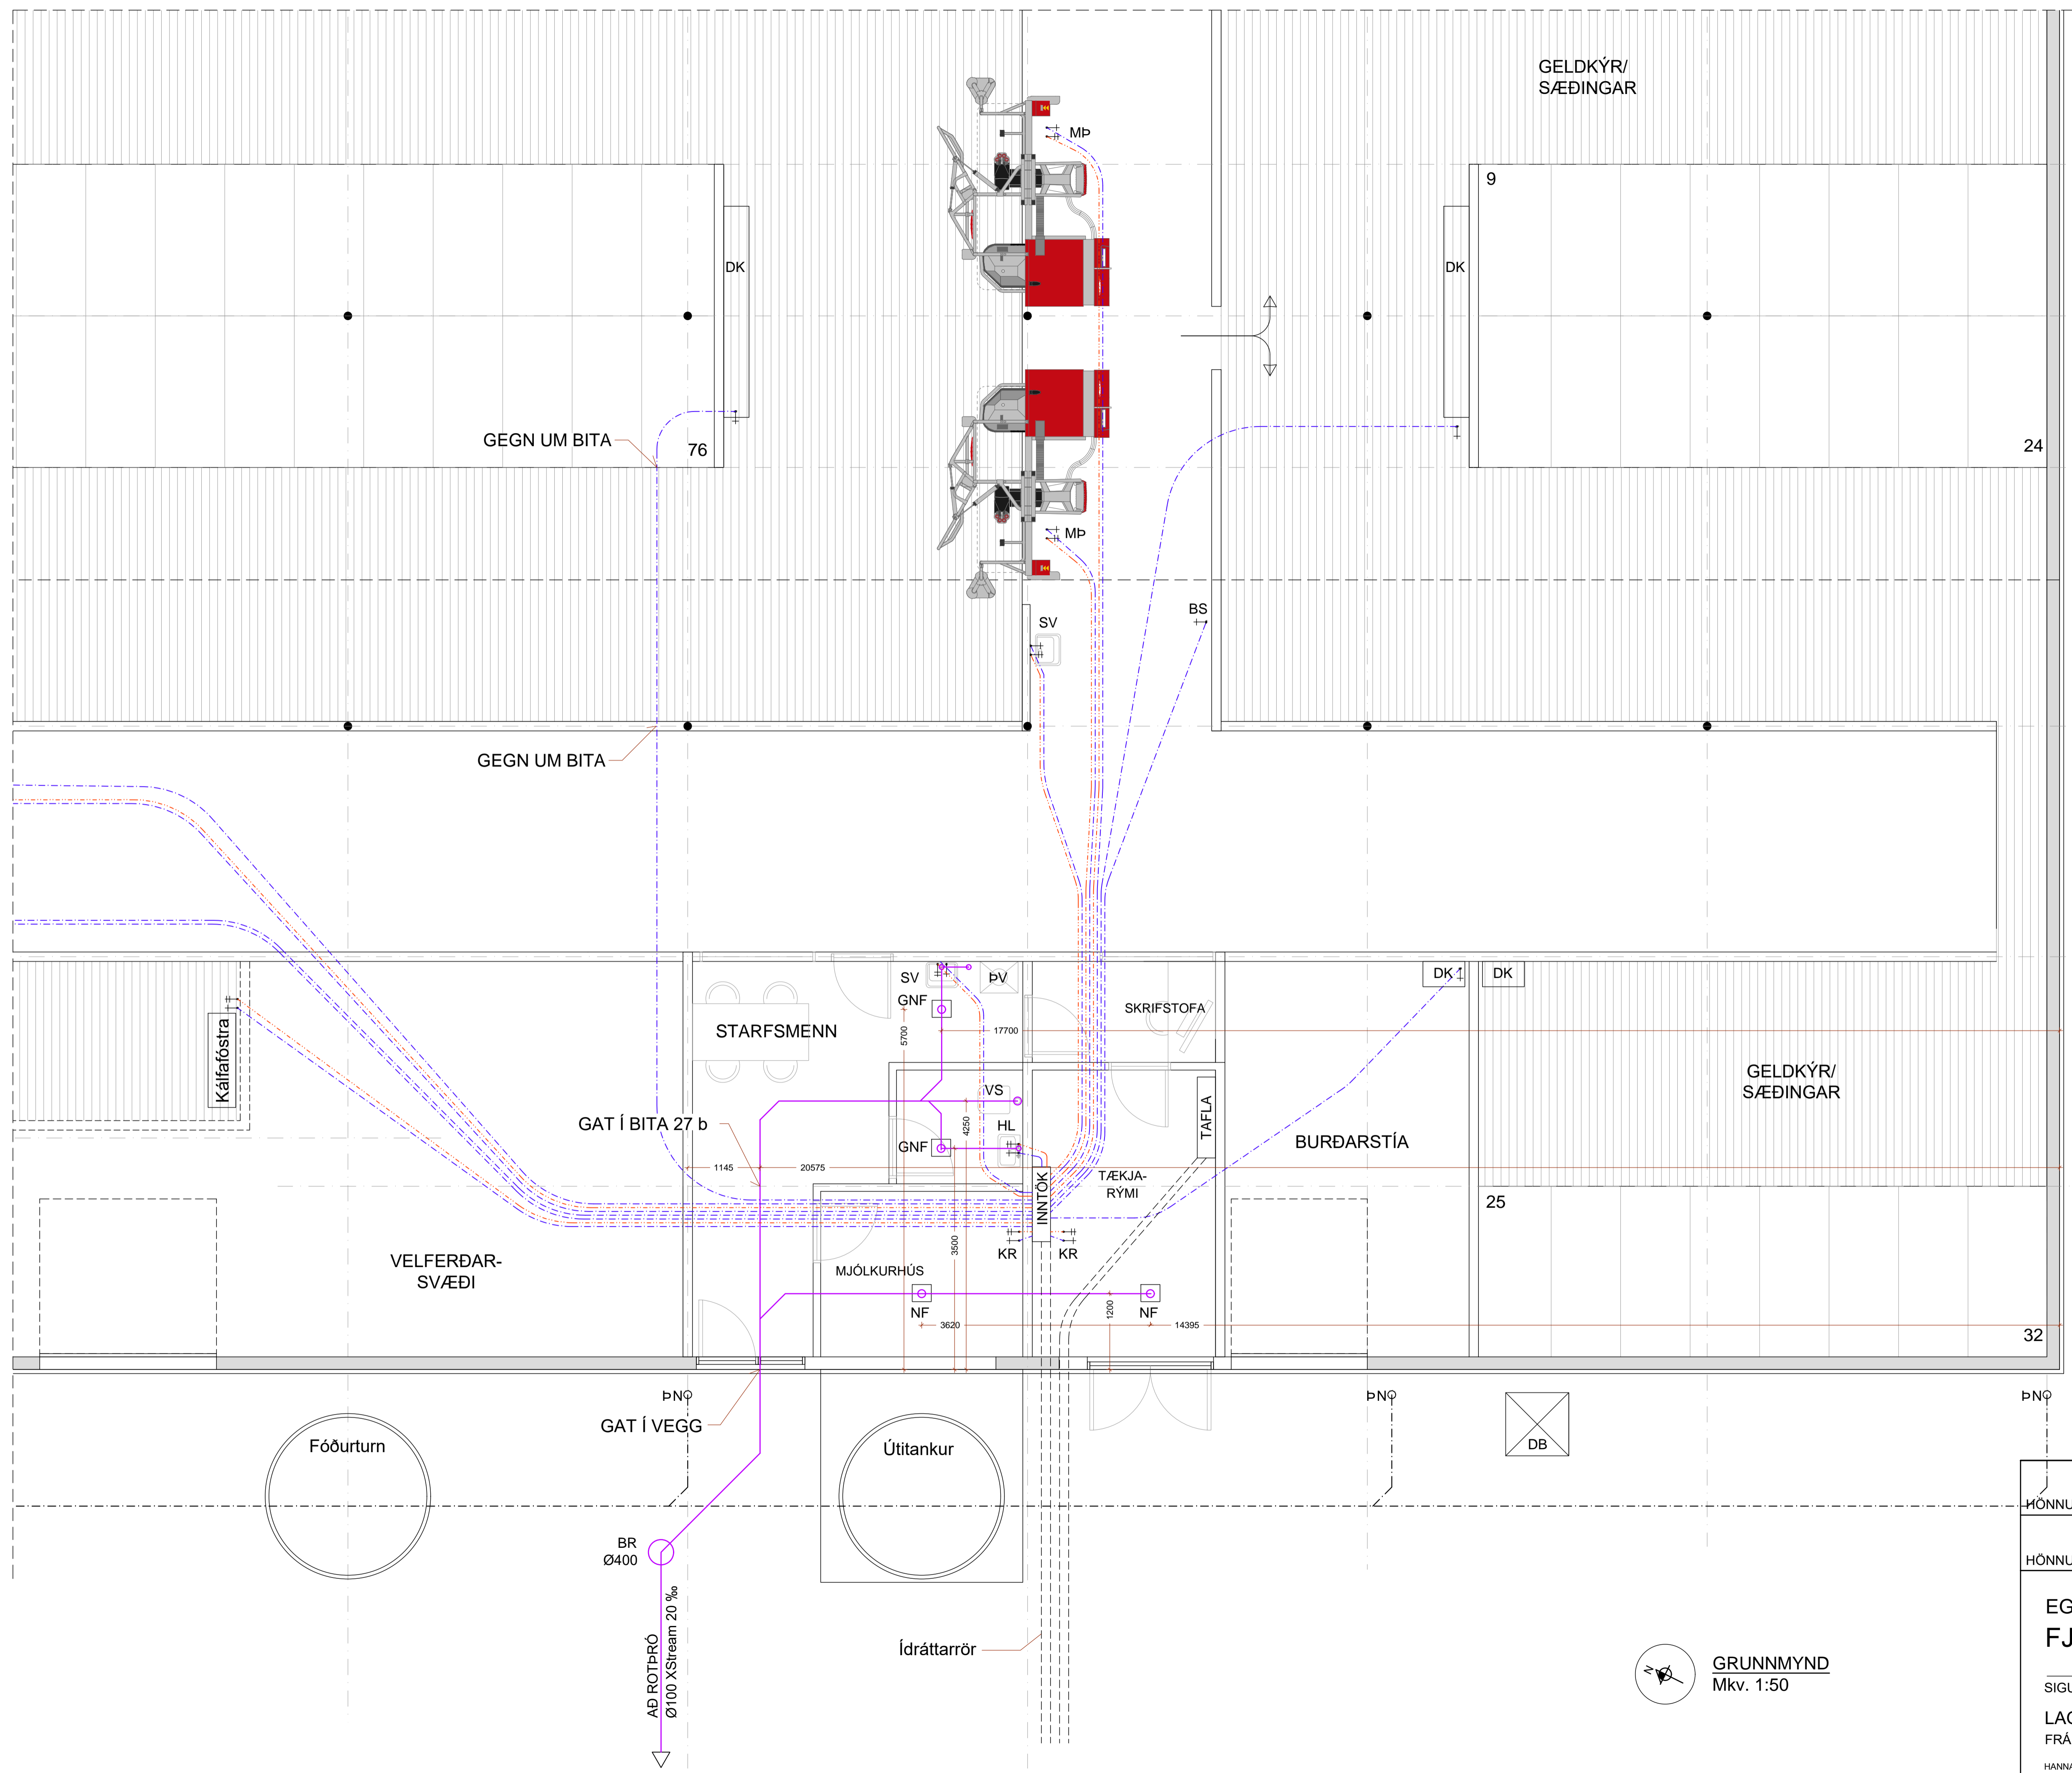 GELDKÝR/
SÆÐINGAR
MÞ
9
DK
DK
GEGN UM BITA
76
24
MÞ
BS
SV
GEGN UM BITA
SV
ÞV
DK
DK
GNF
SKRIFSTOFA
STARFSMENN
5700
17700
Kálfafóstra
VS
GELDKÝR/
SÆÐINGAR
GAT Í BITA 27 b
4250
HL
TAFLA
BURÐARSTÍA
GNF
1145
20575
TÆKJA-
RÝMI
INNTÖK
25
3500
KR
KR
VELFERÐAR-
SVÆÐI
MJÓLKURHÚS
NF
NF
1200
3620
14395
32
ÞN
ÞN
ÞN
GAT Í VEGG
Fóðurturn
Útitankur
DB
HÖNNU
BR
Ø400
HÖNNU
AÐ ROTÞRÓ
Ø100 XStream 20 ‰
EG
FJ
Ídráttarrör
N
GRUNNMYND
Mkv. 1:50
SIGU
LAG
FRÁ
HANNA